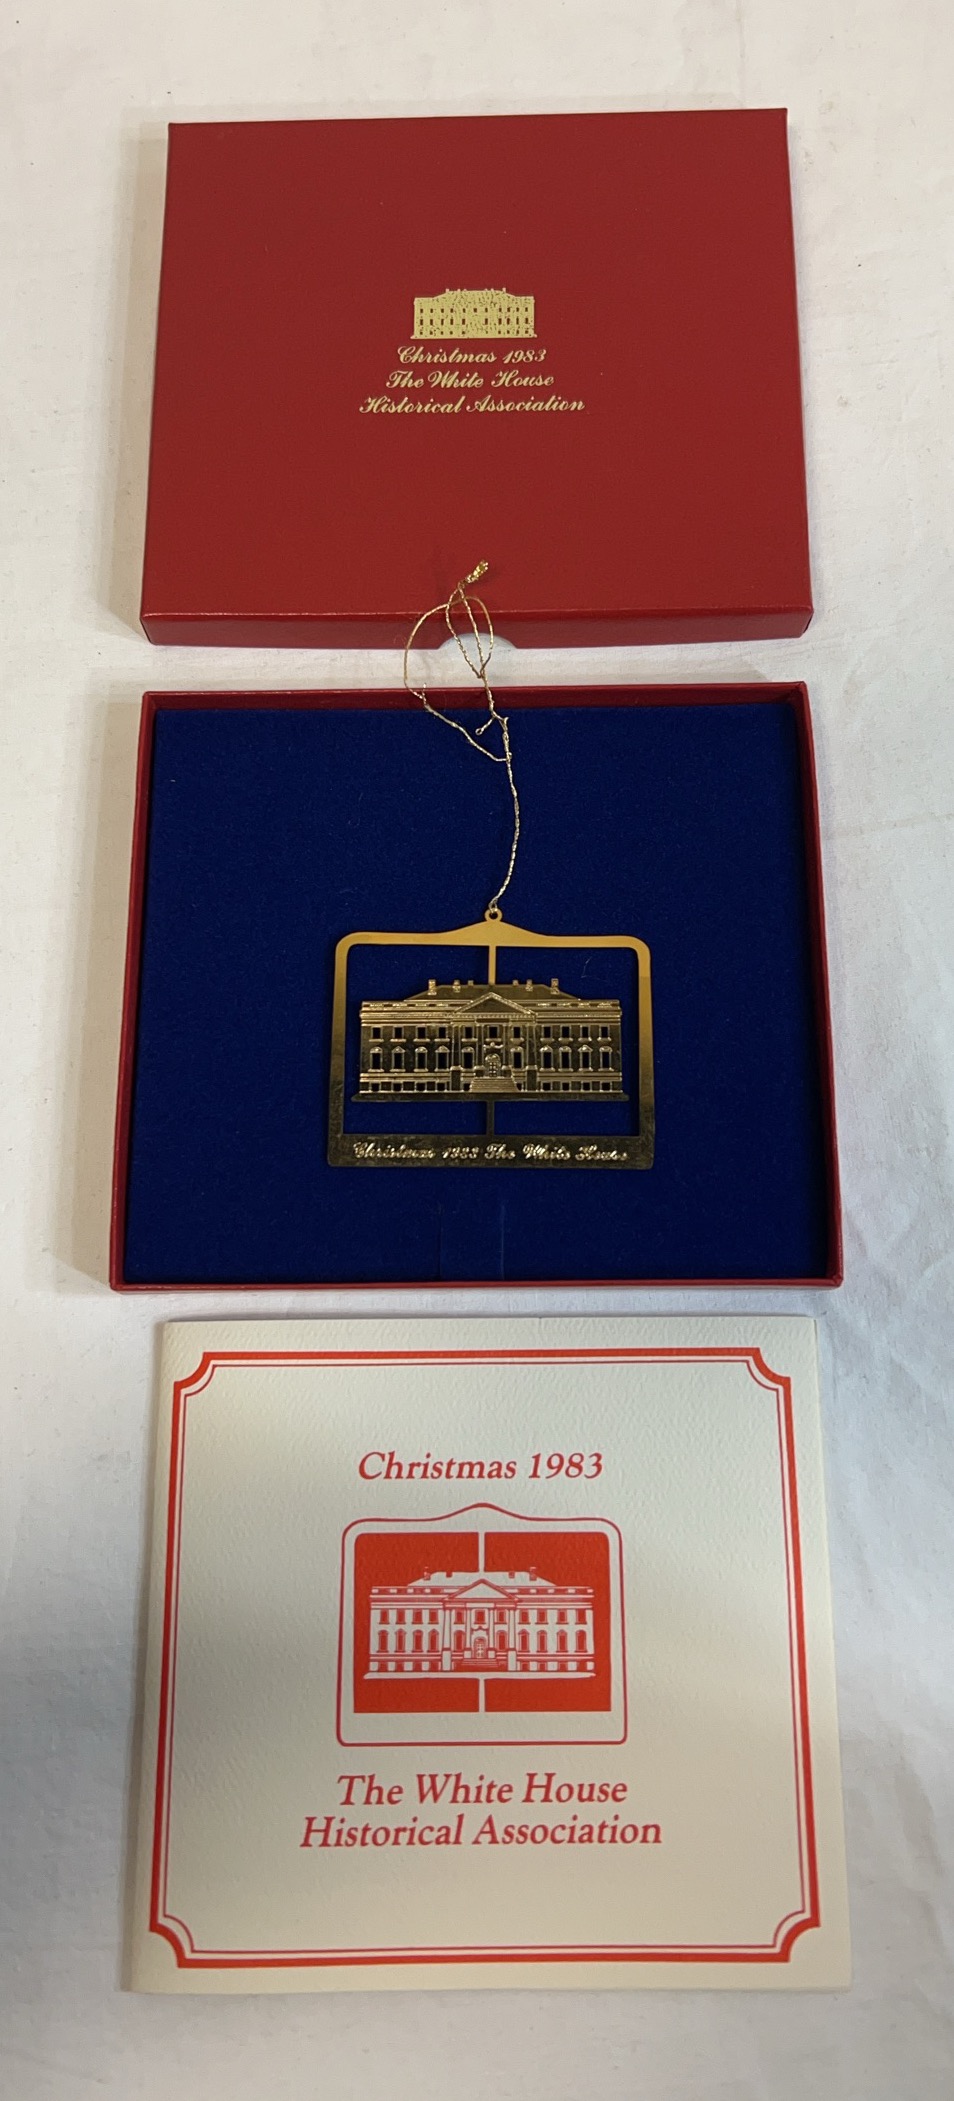 Christmas 1983
The White House
Historical Association
Christmas 1983 The White House
Christmas 1983
The White House
Historical Association